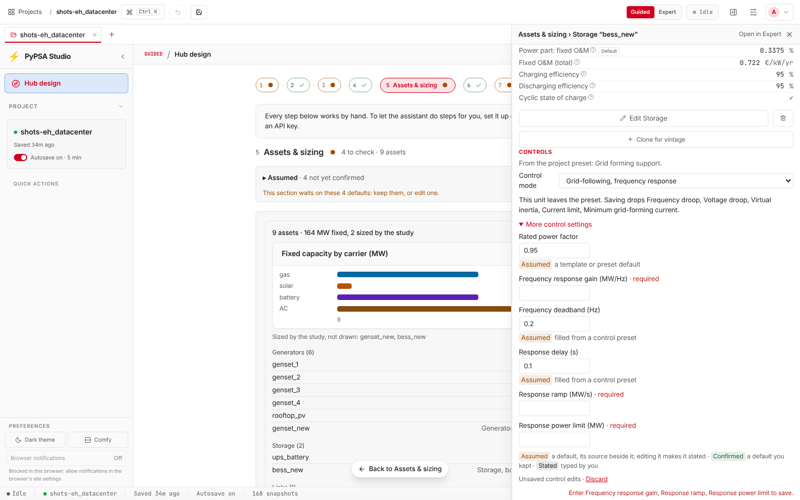 Projects / shots-eh_datacenter
Ctrl K
Guided
Expert
Idle
A
shots-eh_datacenter
PyPSA Studio
Hub design
PROJECT
shots-eh_datacenter
Saved 34m ago
Autosave on · 5 min
QUICK ACTIONS
PREFERENCES
Dark theme
Comfy
Browser notifications
Off
Blocked in this browser: allow notifications in the
browser's site settings
GUIDED / Hub design
1
2 ✓
3
4
5 Assets & sizing
6 ✓
7
Every step below works by hand. To let the assistant do steps for you, set it up
an API key.
5 Assets & sizing
4 to check · 9 assets
▸ Assumed · 4 not yet confirmed
This section waits on these 4 defaults: keep them, or edit one.
9 assets · 164 MW fixed, 2 sized by the study
Fixed capacity by carrier (MW)
gas
solar
battery
AC
0
Sized by the study, not drawn: genset_new, bess_new
Generators (6)
genset_1
genset_2
genset_3
genset_4
rooftop_pv
genset_new
Storage (2)
ups_battery
bess_new
Storage, ba
← Back to Assets & sizing
Assets & sizing › Storage “bess_new”
Open in Expert ✕
Power part: fixed O&M ? Default 0.3375 %
Fixed O&M (total) ? 0.722 €/kW/yr
Charging efficiency ? 95 %
Discharging efficiency ? 95 %
Cyclic state of charge ? ✓
Edit Storage
+ Clone for vintage
CONTROLS
From the project preset: Grid forming support.
Control
mode
Grid-following, frequency response
This unit leaves the preset. Saving drops Frequency droop, Voltage droop, Virtual
inertia, Current limit, Minimum grid-forming current.
▾ More control settings
Rated power factor
0.95
Assumed a template or preset default
Frequency response gain (MW/Hz) · required
Frequency deadband (Hz)
0.2
Assumed filled from a control preset
Response delay (s)
0.1
Assumed filled from a control preset
Response ramp (MW/s) · required
Response power limit (MW) · required
Assumed a default, its source beside it; editing it makes it stated · Confirmed a default you
kept · Stated typed by you
Unsaved control edits · Discard
Enter Frequency response gain, Response ramp, Response power limit to save.
Idle
shots-eh_datacenter
Saved 34m ago
Autosave on
168 snapshots